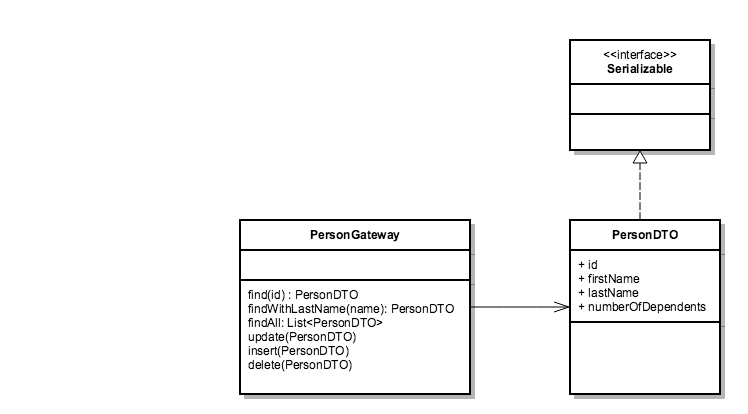 <<interface>>
Serializable
PersonGateway
find(id) : PersonDTO
findWithLastName(name): PersonDTO
findAll: List<PersonDTO>
update(PersonDTO)
insert(PersonDTO)
delete(PersonDTO)
PersonDTO
+ id
+ firstName
+ lastName
+ numberOfDependents